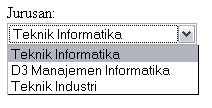 Jurusan:
Teknik Informatika
Teknik Informatika
D3 Manajemen Informatika
Teknik Industri